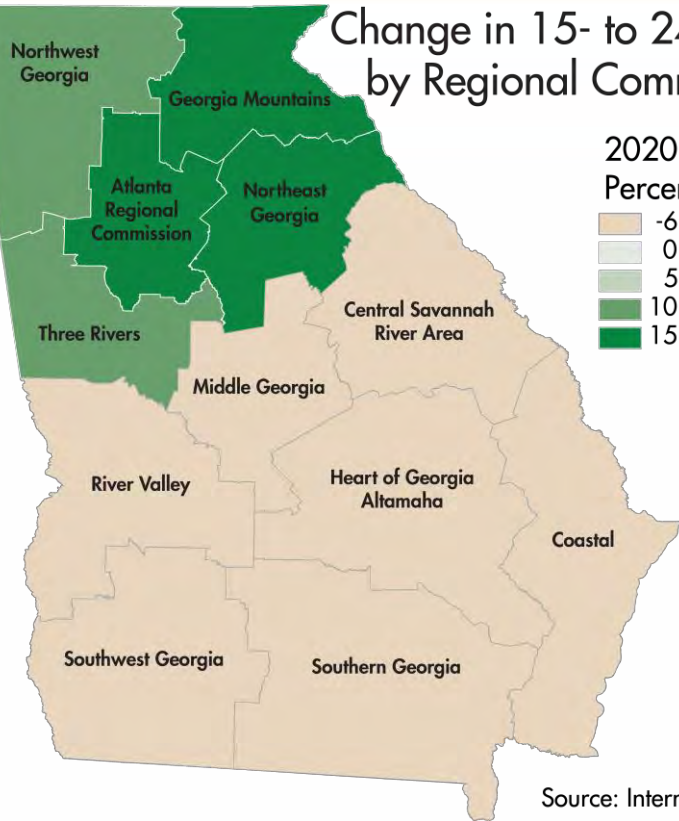 Change in 15- to 24
by Regional Comm
2020
Percen
-6
0
5
10
15
Northwest
Georgia
Georgia Mountains
Atlanta
Regional
Commission
Northeast
Georgia
Three Rivers
Central Savannah
River Area
Middle Georgia
River Valley
Heart of Georgia
Altamaha
Coastal
Southwest Georgia
Southern Georgia
Source: Intern